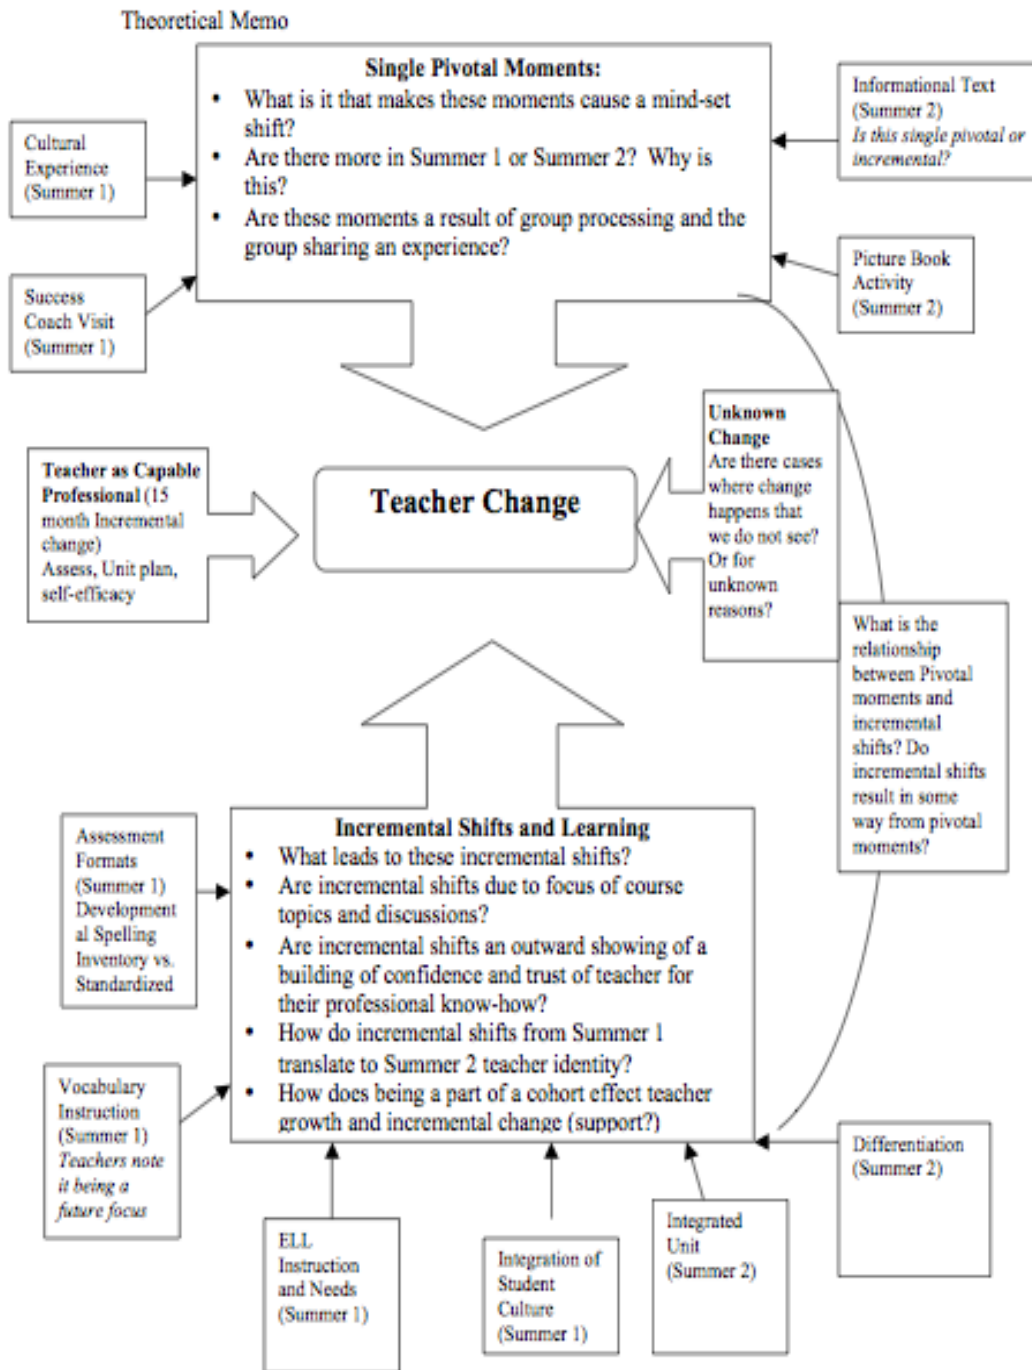 Theoretical Memo
Single Pivotal Moments:
• What is it that makes these moments cause a mind-set
shift?
• Are there more in Summer 1 or Summer 2? Why is
this?
• Are these moments a result of group processing and the
group sharing an experience?
Cultural
Experience
(Summer 1)
Success
Coach Visit
(Summer 1)
Informational Text
(Summer 2)
Is this single pivotal or
incremental?
Picture Book
Activity
(Summer 2)
Teacher as Capable
Professional (15
month Incremental
change)
Assess, Unit plan,
self-efficacy
Teacher Change
Unknown
Change
Are there cases
where change
happens that
we do not see?
Or for
unknown
reasons?
What is the
relationship
between Pivotal
moments and
incremental
shifts? Do
incremental shifts
result in some
way from pivotal
moments?
Incremental Shifts and Learning
• What leads to these incremental shifts?
• Are incremental shifts due to focus of course
topics and discussions?
• Are incremental shifts an outward showing of a
building of confidence and trust of teacher for
their professional know-how?
• How do incremental shifts from Summer 1
translate to Summer 2 teacher identity?
• How does being a part of a cohort effect teacher
growth and incremental change (support?)
Assessment
Formats
(Summer 1)
Development
al Spelling
Inventory vs.
Standardized
Vocabulary
Instruction
(Summer 1)
Teachers note
it being a
future focus
ELL
Instruction
and Needs
(Summer 1)
Integration of
Student
Culture
(Summer 1)
Integrated
Unit
(Summer 2)
Differentiation
(Summer 2)